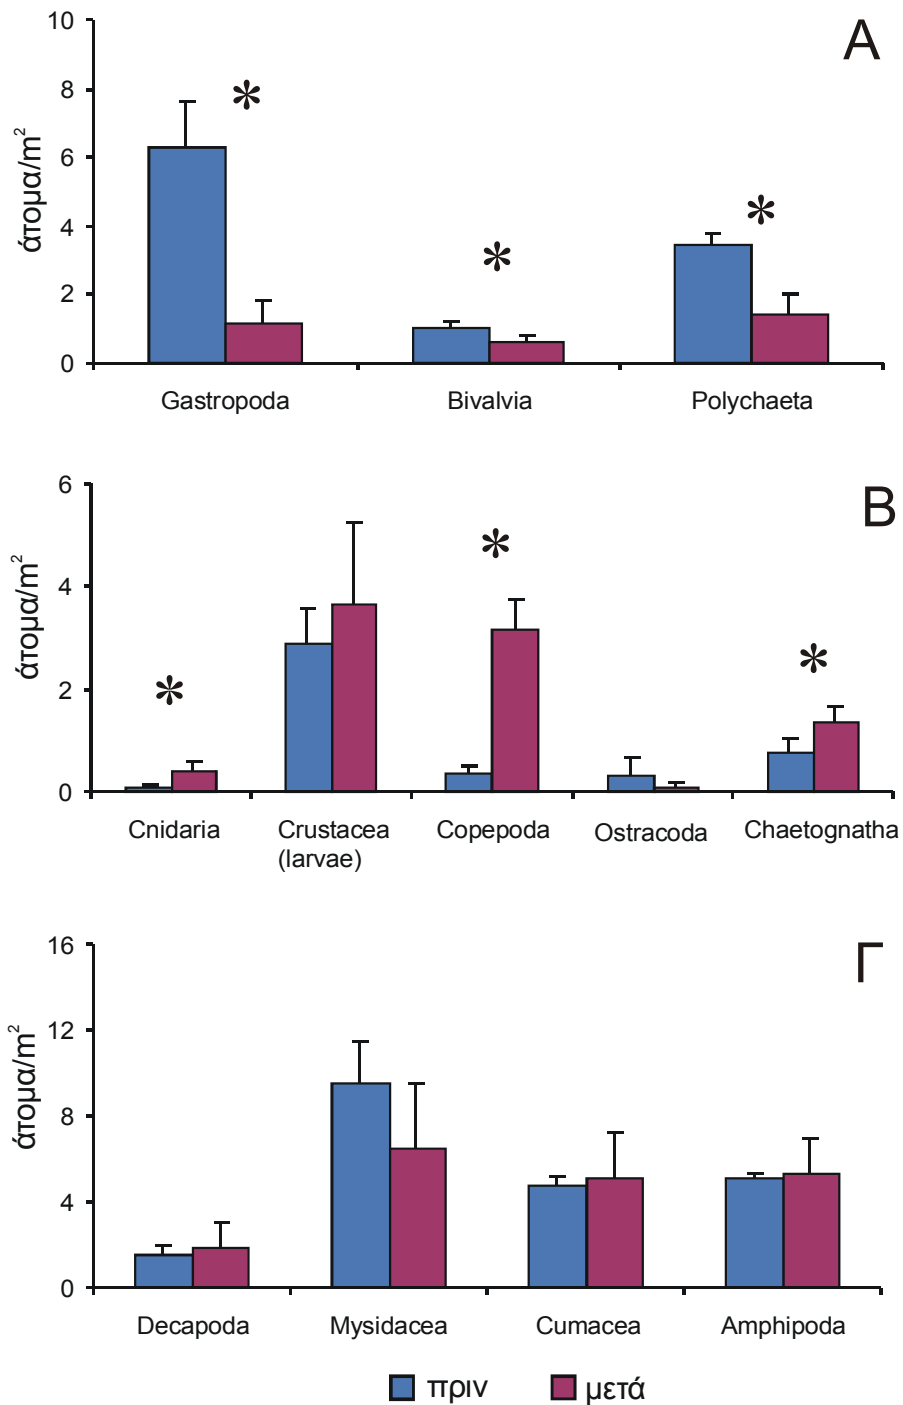 A
άτομα/m²
10
8
6
4
2
0
*
*
*
Gastropoda Bivalvia Polychaeta
B
άτομα/m²
6
4
2
0
*
*
*
Cnidaria Crustacea Copepoda Ostracoda Chaetognatha
(larvae)
Γ
άτομα/m²
16
12
8
4
0
Decapoda Mysidacea Cumacea Amphipoda
πριν μετά